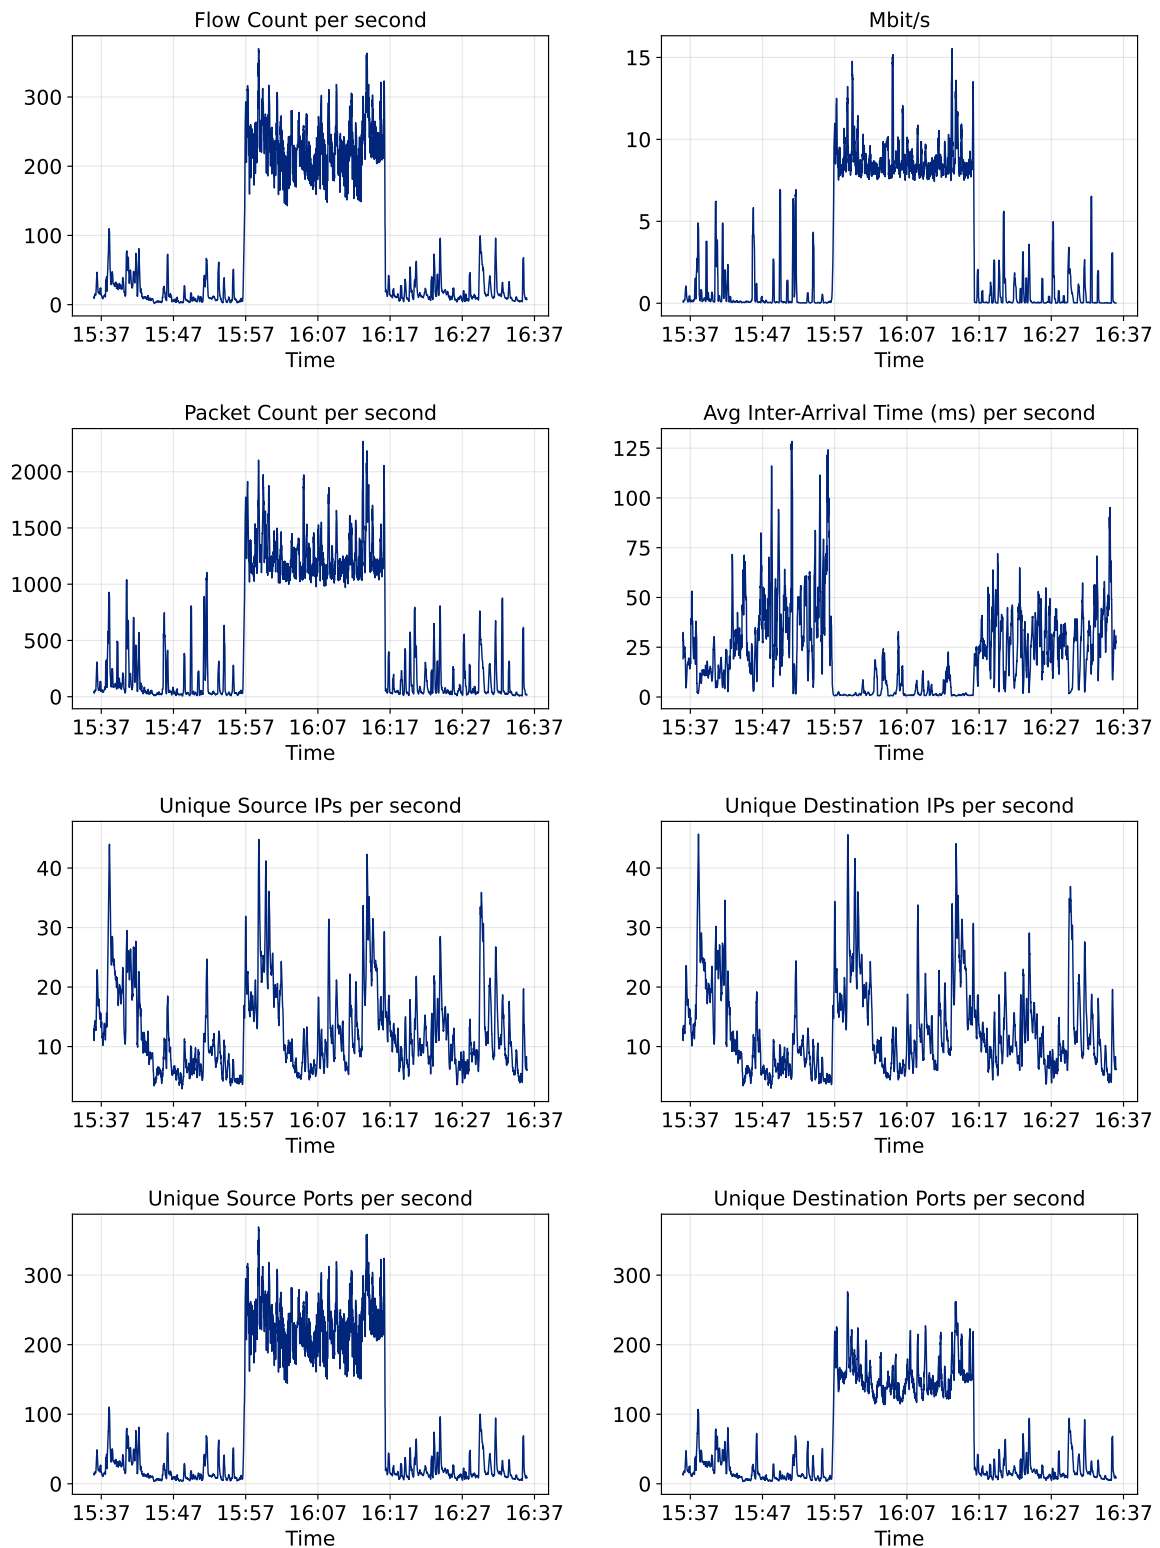 Flow Count per second
300
200
100
0
15:37 15:47 15:57 16:07 16:17 16:27 16:37
Time
Mbit/s
15
10
5
0
15:37 15:47 15:57 16:07 16:17 16:27 16:37
Time
Packet Count per second
2000
1500
1000
500
0
15:37 15:47 15:57 16:07 16:17 16:27 16:37
Time
Avg Inter-Arrival Time (ms) per second
125
100
75
50
25
0
15:37 15:47 15:57 16:07 16:17 16:27 16:37
Time
Unique Source IPs per second
40
30
20
10
15:37 15:47 15:57 16:07 16:17 16:27 16:37
Time
Unique Destination IPs per second
40
30
20
10
15:37 15:47 15:57 16:07 16:17 16:27 16:37
Time
Unique Source Ports per second
300
200
100
0
15:37 15:47 15:57 16:07 16:17 16:27 16:37
Time
Unique Destination Ports per second
300
200
100
0
15:37 15:47 15:57 16:07 16:17 16:27 16:37
Time